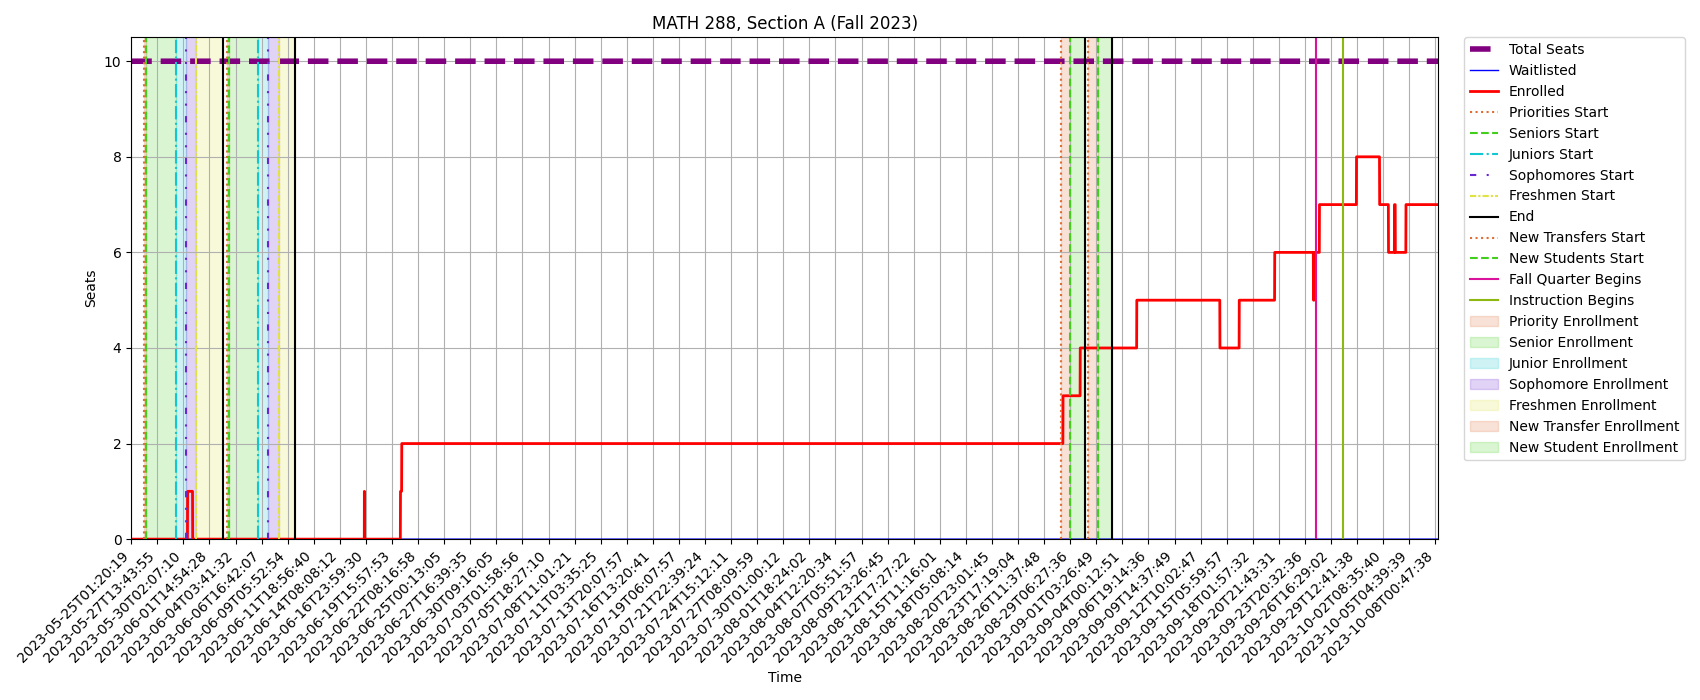 MATH 288, Section A (Fall 2023)
Seats
10
8
6
4
2
0
2023-05-25T01:20:19
2023-05-27T13:43:55
2023-05-30T02:07:10
2023-06-01T14:54:28
2023-06-04T03:41:32
2023-06-06T16:42:07
2023-06-09T05:52:54
2023-06-11T18:56:40
2023-06-14T08:08:12
2023-06-16T23:59:30
2023-06-19T15:57:53
2023-06-22T08:16:58
2023-06-25T00:13:05
2023-06-27T16:39:35
2023-06-30T09:16:05
2023-07-03T01:58:56
2023-07-05T18:27:10
2023-07-08T11:01:21
2023-07-11T03:35:25
2023-07-13T20:07:57
2023-07-16T13:20:41
2023-07-19T06:07:57
2023-07-21T22:39:24
2023-07-24T15:12:11
2023-07-27T08:09:59
2023-07-30T01:00:12
2023-08-01T18:24:02
2023-08-04T12:20:34
2023-08-07T05:51:57
2023-08-09T23:26:45
2023-08-12T17:27:22
2023-08-15T11:16:01
2023-08-18T05:08:14
2023-08-20T23:01:45
2023-08-23T17:19:04
2023-08-26T11:37:48
2023-08-29T06:27:36
2023-09-01T03:26:49
2023-09-04T00:12:51
2023-09-06T19:14:36
2023-09-09T14:37:49
2023-09-12T10:02:47
2023-09-15T05:59:57
2023-09-18T01:57:32
2023-09-20T21:43:31
2023-09-23T20:32:36
2023-09-26T16:29:02
2023-09-29T12:41:38
2023-10-02T08:35:40
2023-10-05T04:39:39
2023-10-08T00:47:38
Time
Total Seats
Waitlisted
Enrolled
Priorities Start
Seniors Start
Juniors Start
Sophomores Start
Freshmen Start
End
New Transfers Start
New Students Start
Fall Quarter Begins
Instruction Begins
Priority Enrollment
Senior Enrollment
Junior Enrollment
Sophomore Enrollment
Freshmen Enrollment
New Transfer Enrollment
New Student Enrollment